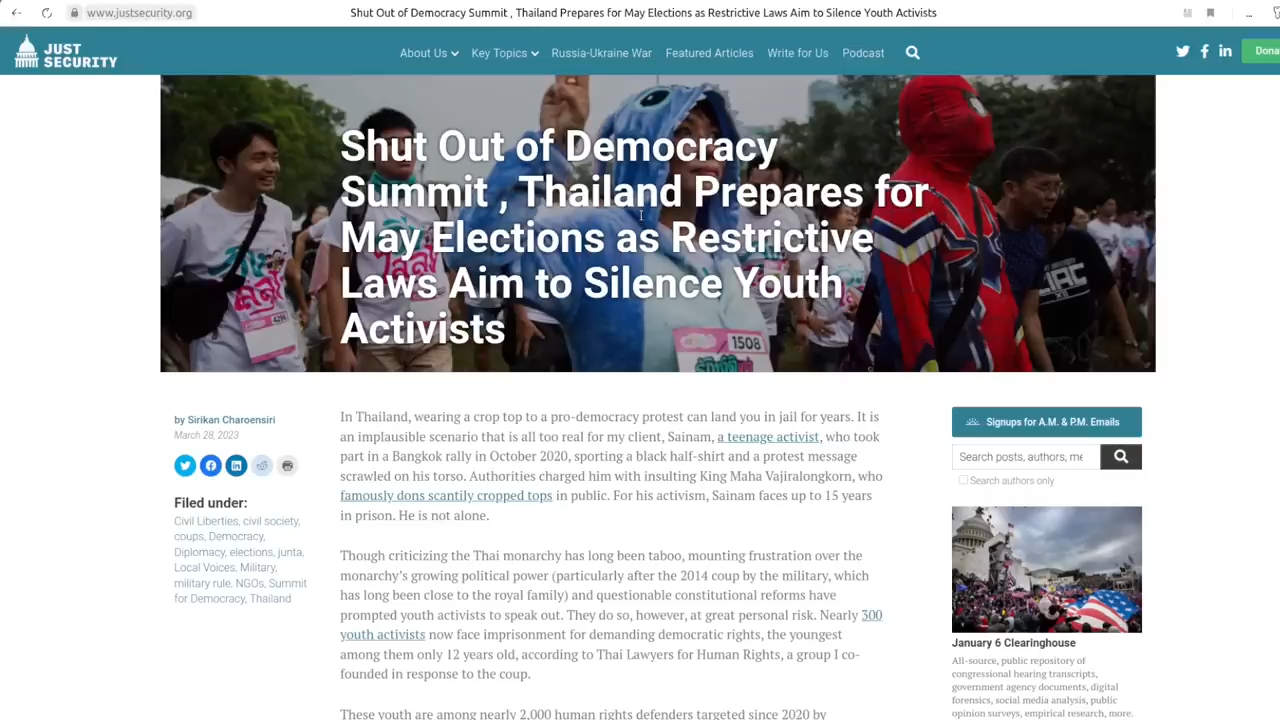 www.justsecurity.org
Shut Out of Democracy Summit , Thailand Prepares for May Elections as Restrictive Laws Aim to Silence Youth Activists
JUST
SECURITY
About Us Key Topics Russia-Ukraine War Featured Articles Write for Us Podcast
Dona
Shut Out of Democracy
Summit , Thailand Prepares for
May Elections as Restrictive
Laws Aim to Silence Youth
Activists
1508
by Sirikan Charoensiri
March 28, 2023
Filed under:
Civil Liberties, civil society,
coups, Democracy,
Diplomacy, elections, junta,
Local Voices, Military,
military rule, NGOs, Summit
for Democracy, Thailand
In Thailand, wearing a crop top to a pro-democracy protest can land you in jail for years. It is
an implausible scenario that is all too real for my client, Sainam, a teenage activist, who took
part in a Bangkok rally in October 2020, sporting a black half-shirt and a protest message
scrawled on his torso. Authorities charged him with insulting King Maha Vajiralongkorn, who
famously dons scantily cropped tops in public. For his activism, Sainam faces up to 15 years
in prison. He is not alone.
Though criticizing the Thai monarchy has long been taboo, mounting frustration over the
monarchy's growing political power (particularly after the 2014 coup by the military, which
has long been close to the royal family) and questionable constitutional reforms have
prompted youth activists to speak out. They do so, however, at great personal risk. Nearly 300
youth activists now face imprisonment for demanding democratic rights, the youngest
among them only 12 years old, according to Thai Lawyers for Human Rights, a group I co-
founded in response to the coup.
These youth are among nearly 2,000 human rights defenders targeted since 2020 by
Signups for A.M. & P.M. Emails
Search posts, authors, me
Search authors only
January 6 Clearinghouse
All-source, public repository of
congressional hearing transcripts,
government agency documents, digital
forensics, social media analysis, public
opinion surveys, empirical research, more.